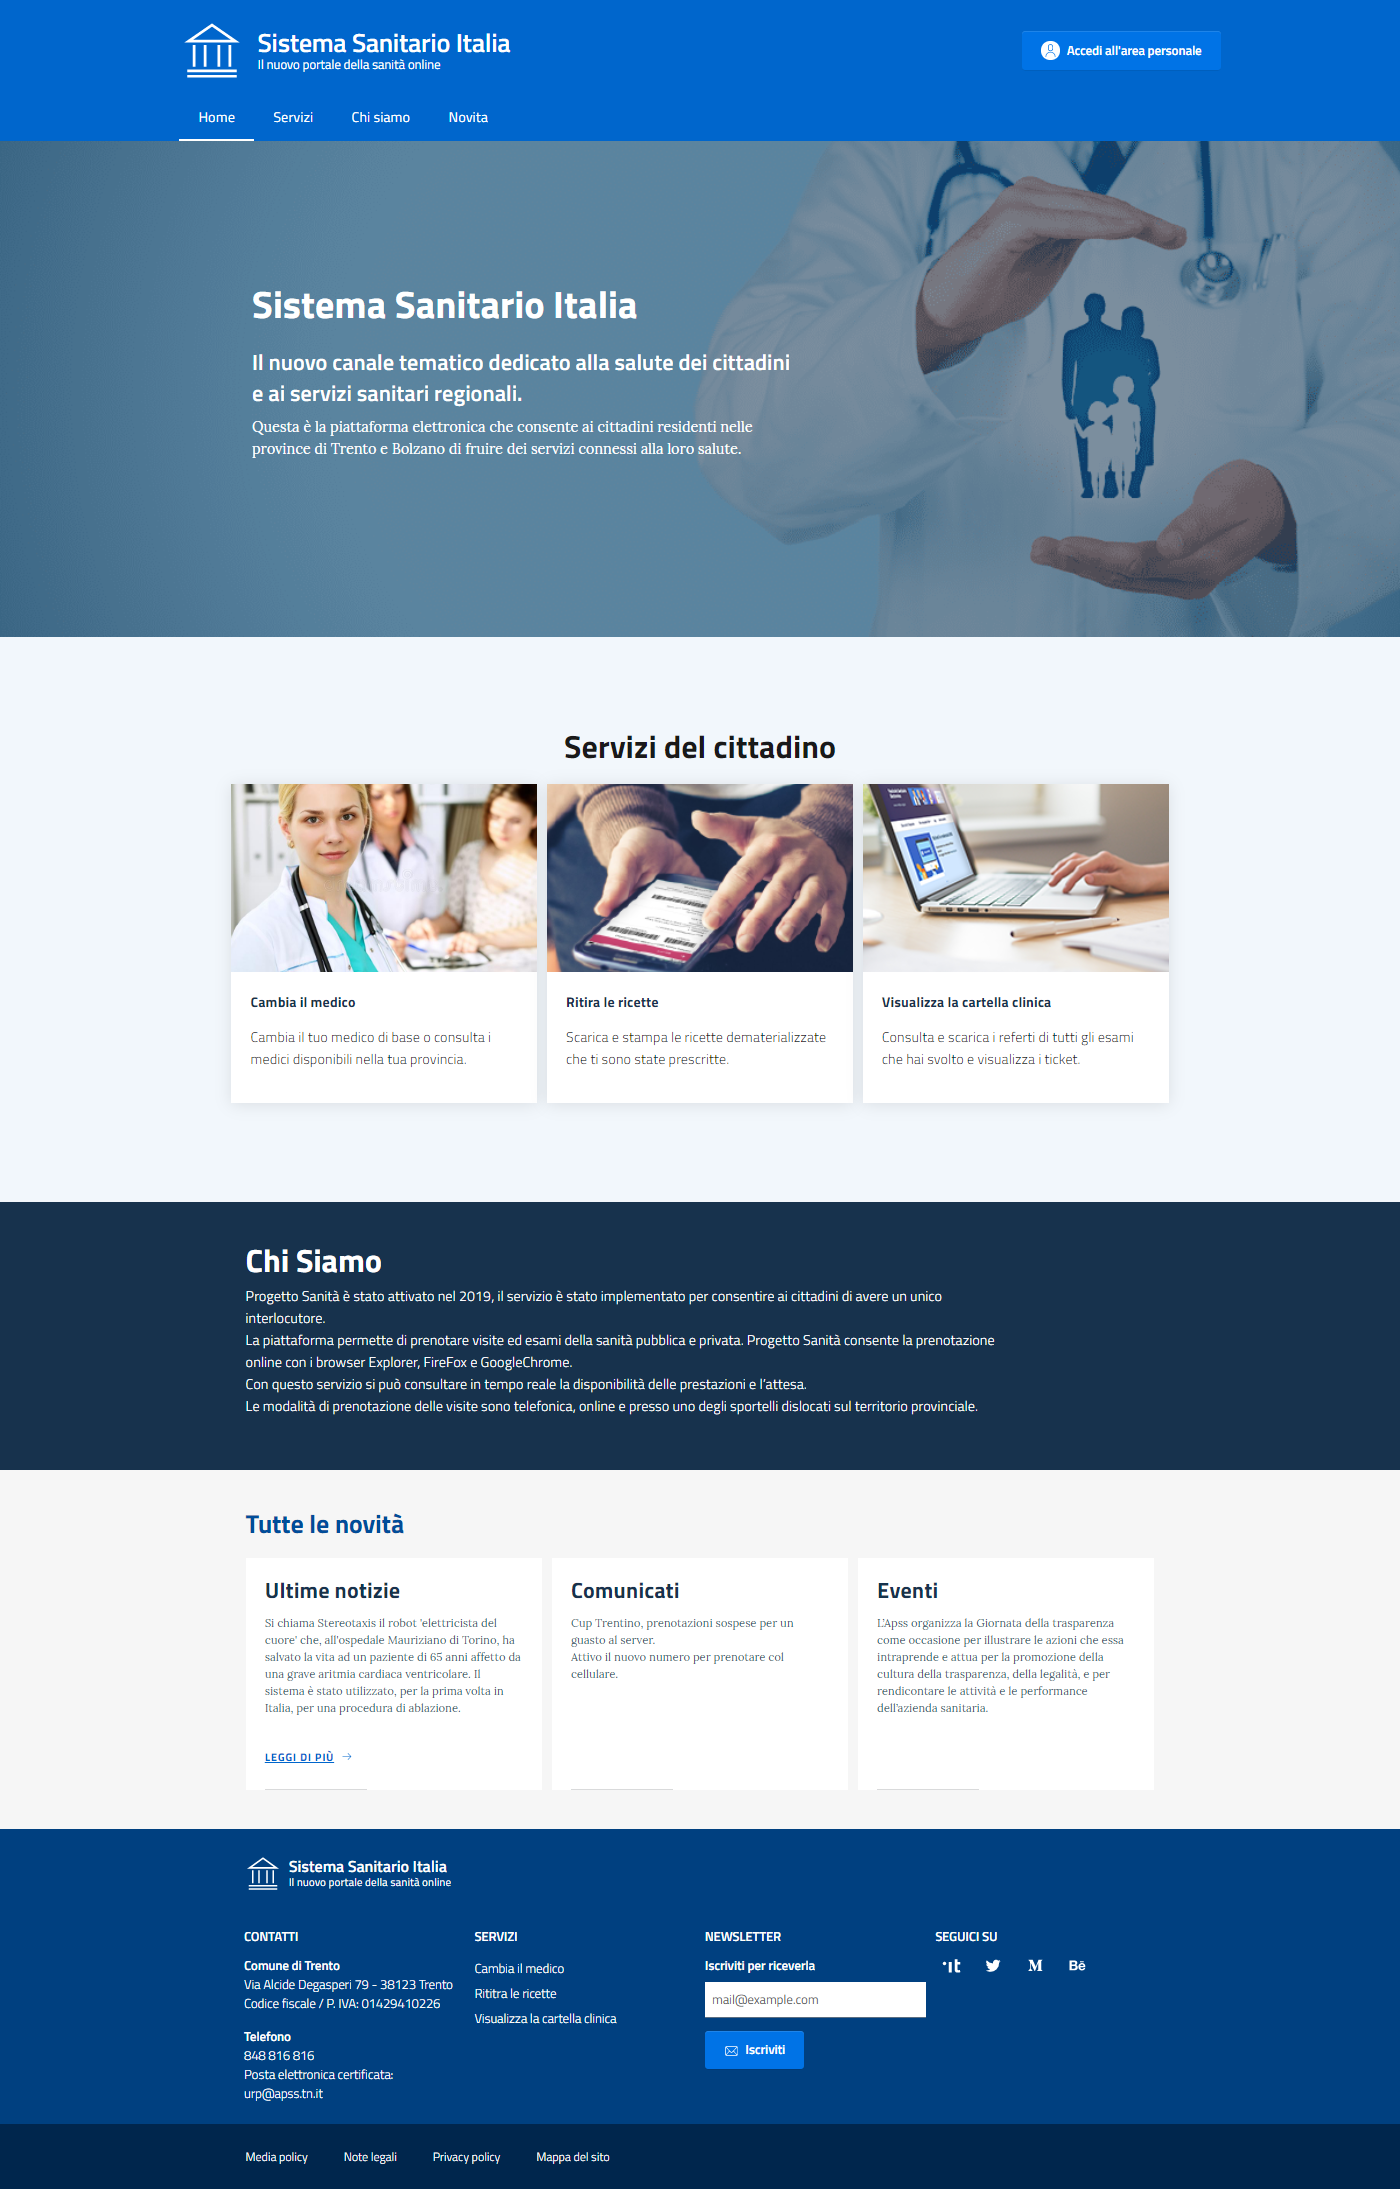 Sistema Sanitario Italia
Il nuovo portale della sanità online
Accedi all'area personale
Home
Servizi
Chi siamo
Novita
Sistema Sanitario Italia
Il nuovo canale tematico dedicato alla salute dei cittadini
e ai servizi sanitari regionali.
Questa è la piattaforma elettronica che consente ai cittadini residenti nelle
province di Trento e Bolzano di fruire dei servizi connessi alla loro salute.
Servizi del cittadino
Cambia il medico
Cambia il tuo medico di base o consulta i
medici disponibili nella tua provincia.
Ritira le ricette
Scarica e stampa le ricette dematerializzate
che ti sono state prescritte.
Visualizza la cartella clinica
Consulta e scarica i referti di tutti gli esami
che hai svolto e visualizza i ticket.
Chi Siamo
Progetto Sanità è stato attivato nel 2019, il servizio è stato implementato per consentire ai cittadini di avere un unico
interlocutore.
La piattaforma permette di prenotare visite ed esami della sanità pubblica e privata. Progetto Sanità consente la prenotazione
online con i browser Explorer, FireFox e GoogleChrome.
Con questo servizio si può consultare in tempo reale la disponibilità delle prestazioni e l'attesa.
Le modalità di prenotazione delle visite sono telefonica, online e presso uno degli sportelli dislocati sul territorio provinciale.
Tutte le novità
Ultime notizie
Si chiama Stereotaxis il robot 'elettricista del
cuore' che, all'ospedale Mauriziano di Torino, ha
salvato la vita ad un paziente di 65 anni affetto da
una grave aritmia cardiaca ventricolare. Il
sistema è stato utilizzato, per la prima volta in
Italia, per una procedura di ablazione.
LEGGI DI PIÙ
Comunicati
Cup Trentino, prenotazioni sospese per un
guasto al server.
Attivo il nuovo numero per prenotare col
cellulare.
Eventi
L'Apss organizza la Giornata della trasparenza
come occasione per illustrare le azioni che essa
intraprende e attua per la promozione della
cultura della trasparenza, della legalità, e per
rendicontare le attività e le performance
dell'azienda sanitaria.
Sistema Sanitario Italia
Il nuovo portale della sanità online
CONTATTI
Comune di Trento
Via Alcide Degasperi 79 - 38123 Trento
Codice fiscale / P. IVA: 01429410226
Telefono
848 816 816
Posta elettronica certificata:
urp@apss.tn.it
SERVIZI
Cambia il medico
Rititra le ricette
Visualizza la cartella clinica
NEWSLETTER
Iscriviti per riceverla
mail@example.com
Iscriviti
SEGUICI SU
Media policy
Note legali
Privacy policy
Mappa del sito